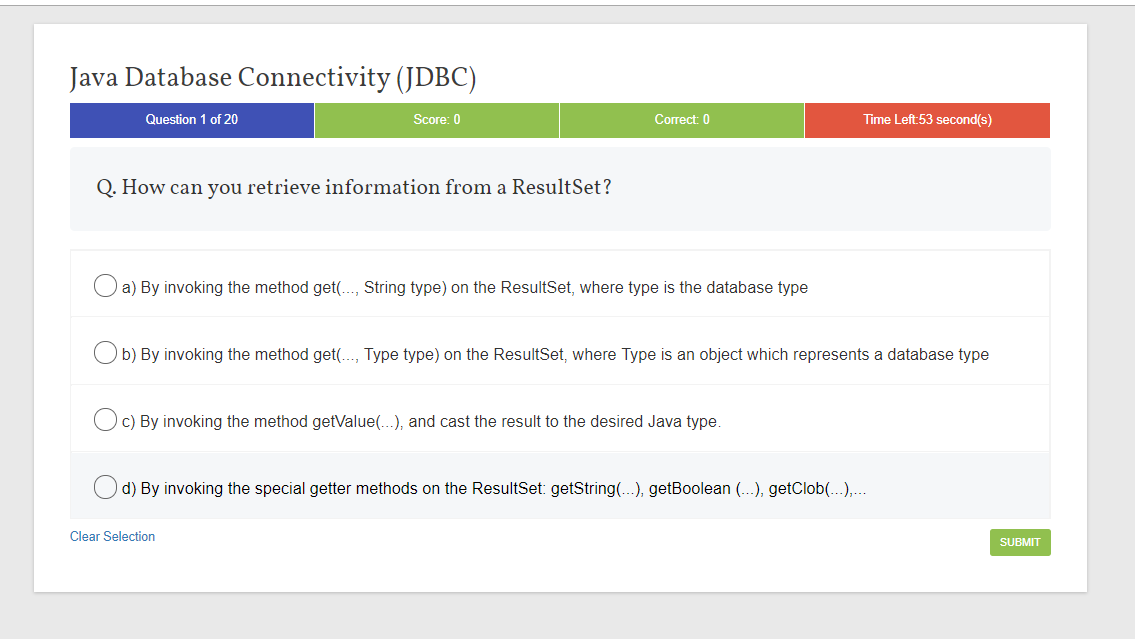 Java Database Connectivity (JDBC)
Question 1 of 20
Score: 0
Correct: 0
Time Left:53 second(s)
Q. How can you retrieve information from a ResultSet?
a) By invoking the method get(..., String type) on the ResultSet, where type is the database type
b) By invoking the method get(..., Type type) on the ResultSet, where Type is an object which represents a database type
c) By invoking the method getValue(...), and cast the result to the desired Java type.
d) By invoking the special getter methods on the ResultSet: getString(...), getBoolean (...), getClob(...),...
Clear Selection
SUBMIT